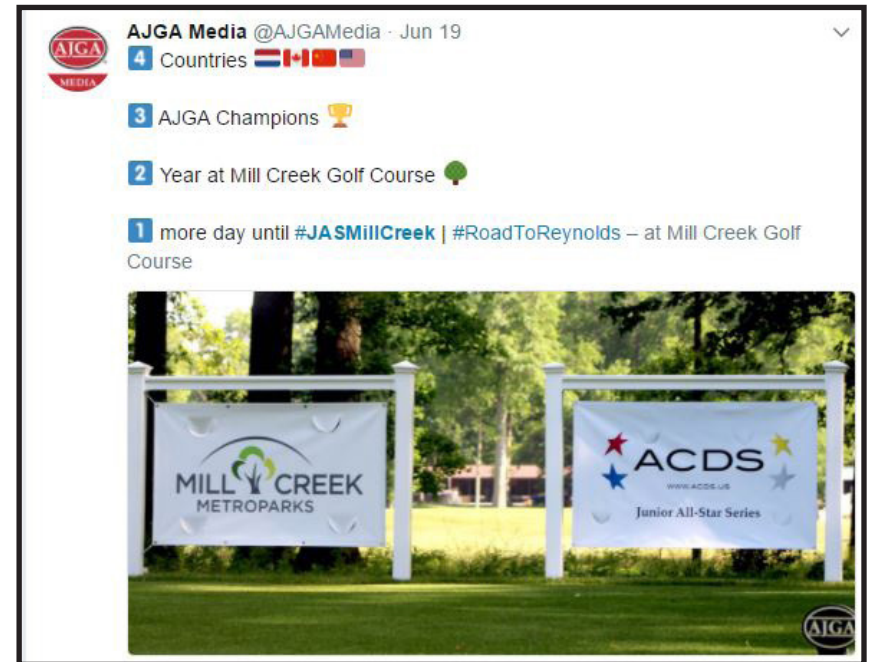 AJGA
MEDIA
AJGA Media @AJGAMedia · Jun 19
4 Countries 🇳🇱🇨🇦🇨🇳🇺🇸
3 AJGA Champions 🏆
2 Year at Mill Creek Golf Course 🌳
1 more day until #JASMillCreek | #RoadToReynolds – at Mill Creek Golf
Course
MILL CREEK
METROPARKS
ACDS
WWW.ACDS.US
Junior All-Star Series
AJGA